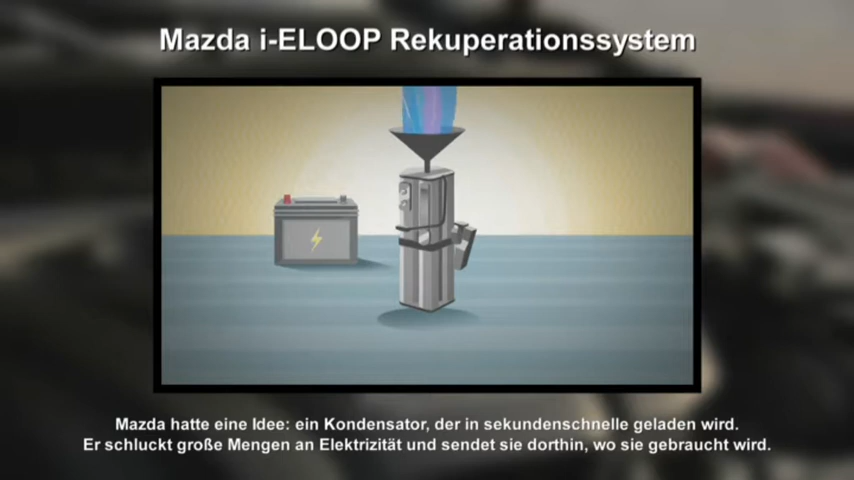 Mazda i-ELOOP Rekuperationssystem
Mazda hatte eine Idee: ein Kondensator, der in sekundenschnelle geladen wird.
Er schluckt große Mengen an Elektrizität und sendet sie dorthin, wo sie gebraucht wird.